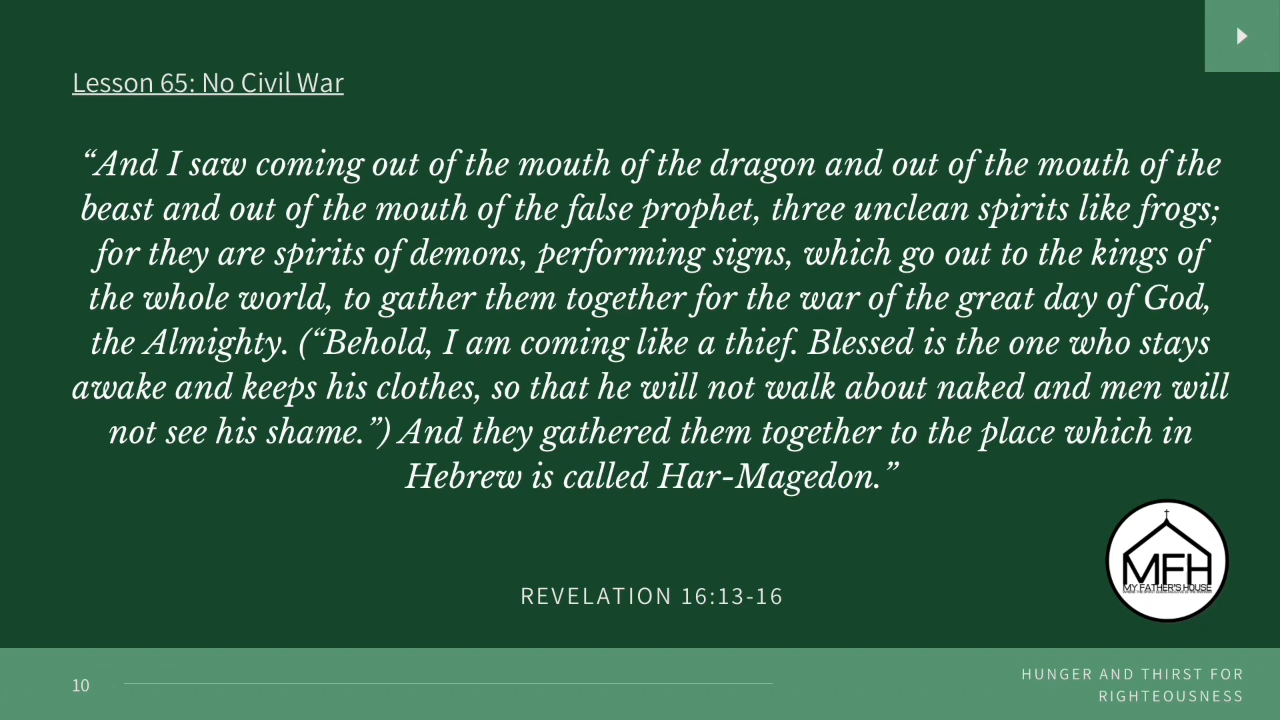 Lesson 65: No Civil War
“And I saw coming out of the mouth of the dragon and out of the mouth of the
beast and out of the mouth of the false prophet, three unclean spirits like frogs;
for they are spirits of demons, performing signs, which go out to the kings of
the whole world, to gather them together for the war of the great day of God,
the Almighty. (“Behold, I am coming like a thief. Blessed is the one who stays
awake and keeps his clothes, so that he will not walk about naked and men will
not see his shame.”) And they gathered them together to the place which in
Hebrew is called Har-Magedon.”
REVELATION 16:13-16
MFH
MY FATHER'S HOUSE
10
HUNGER AND THIRST FOR
RIGHTEOUSNESS